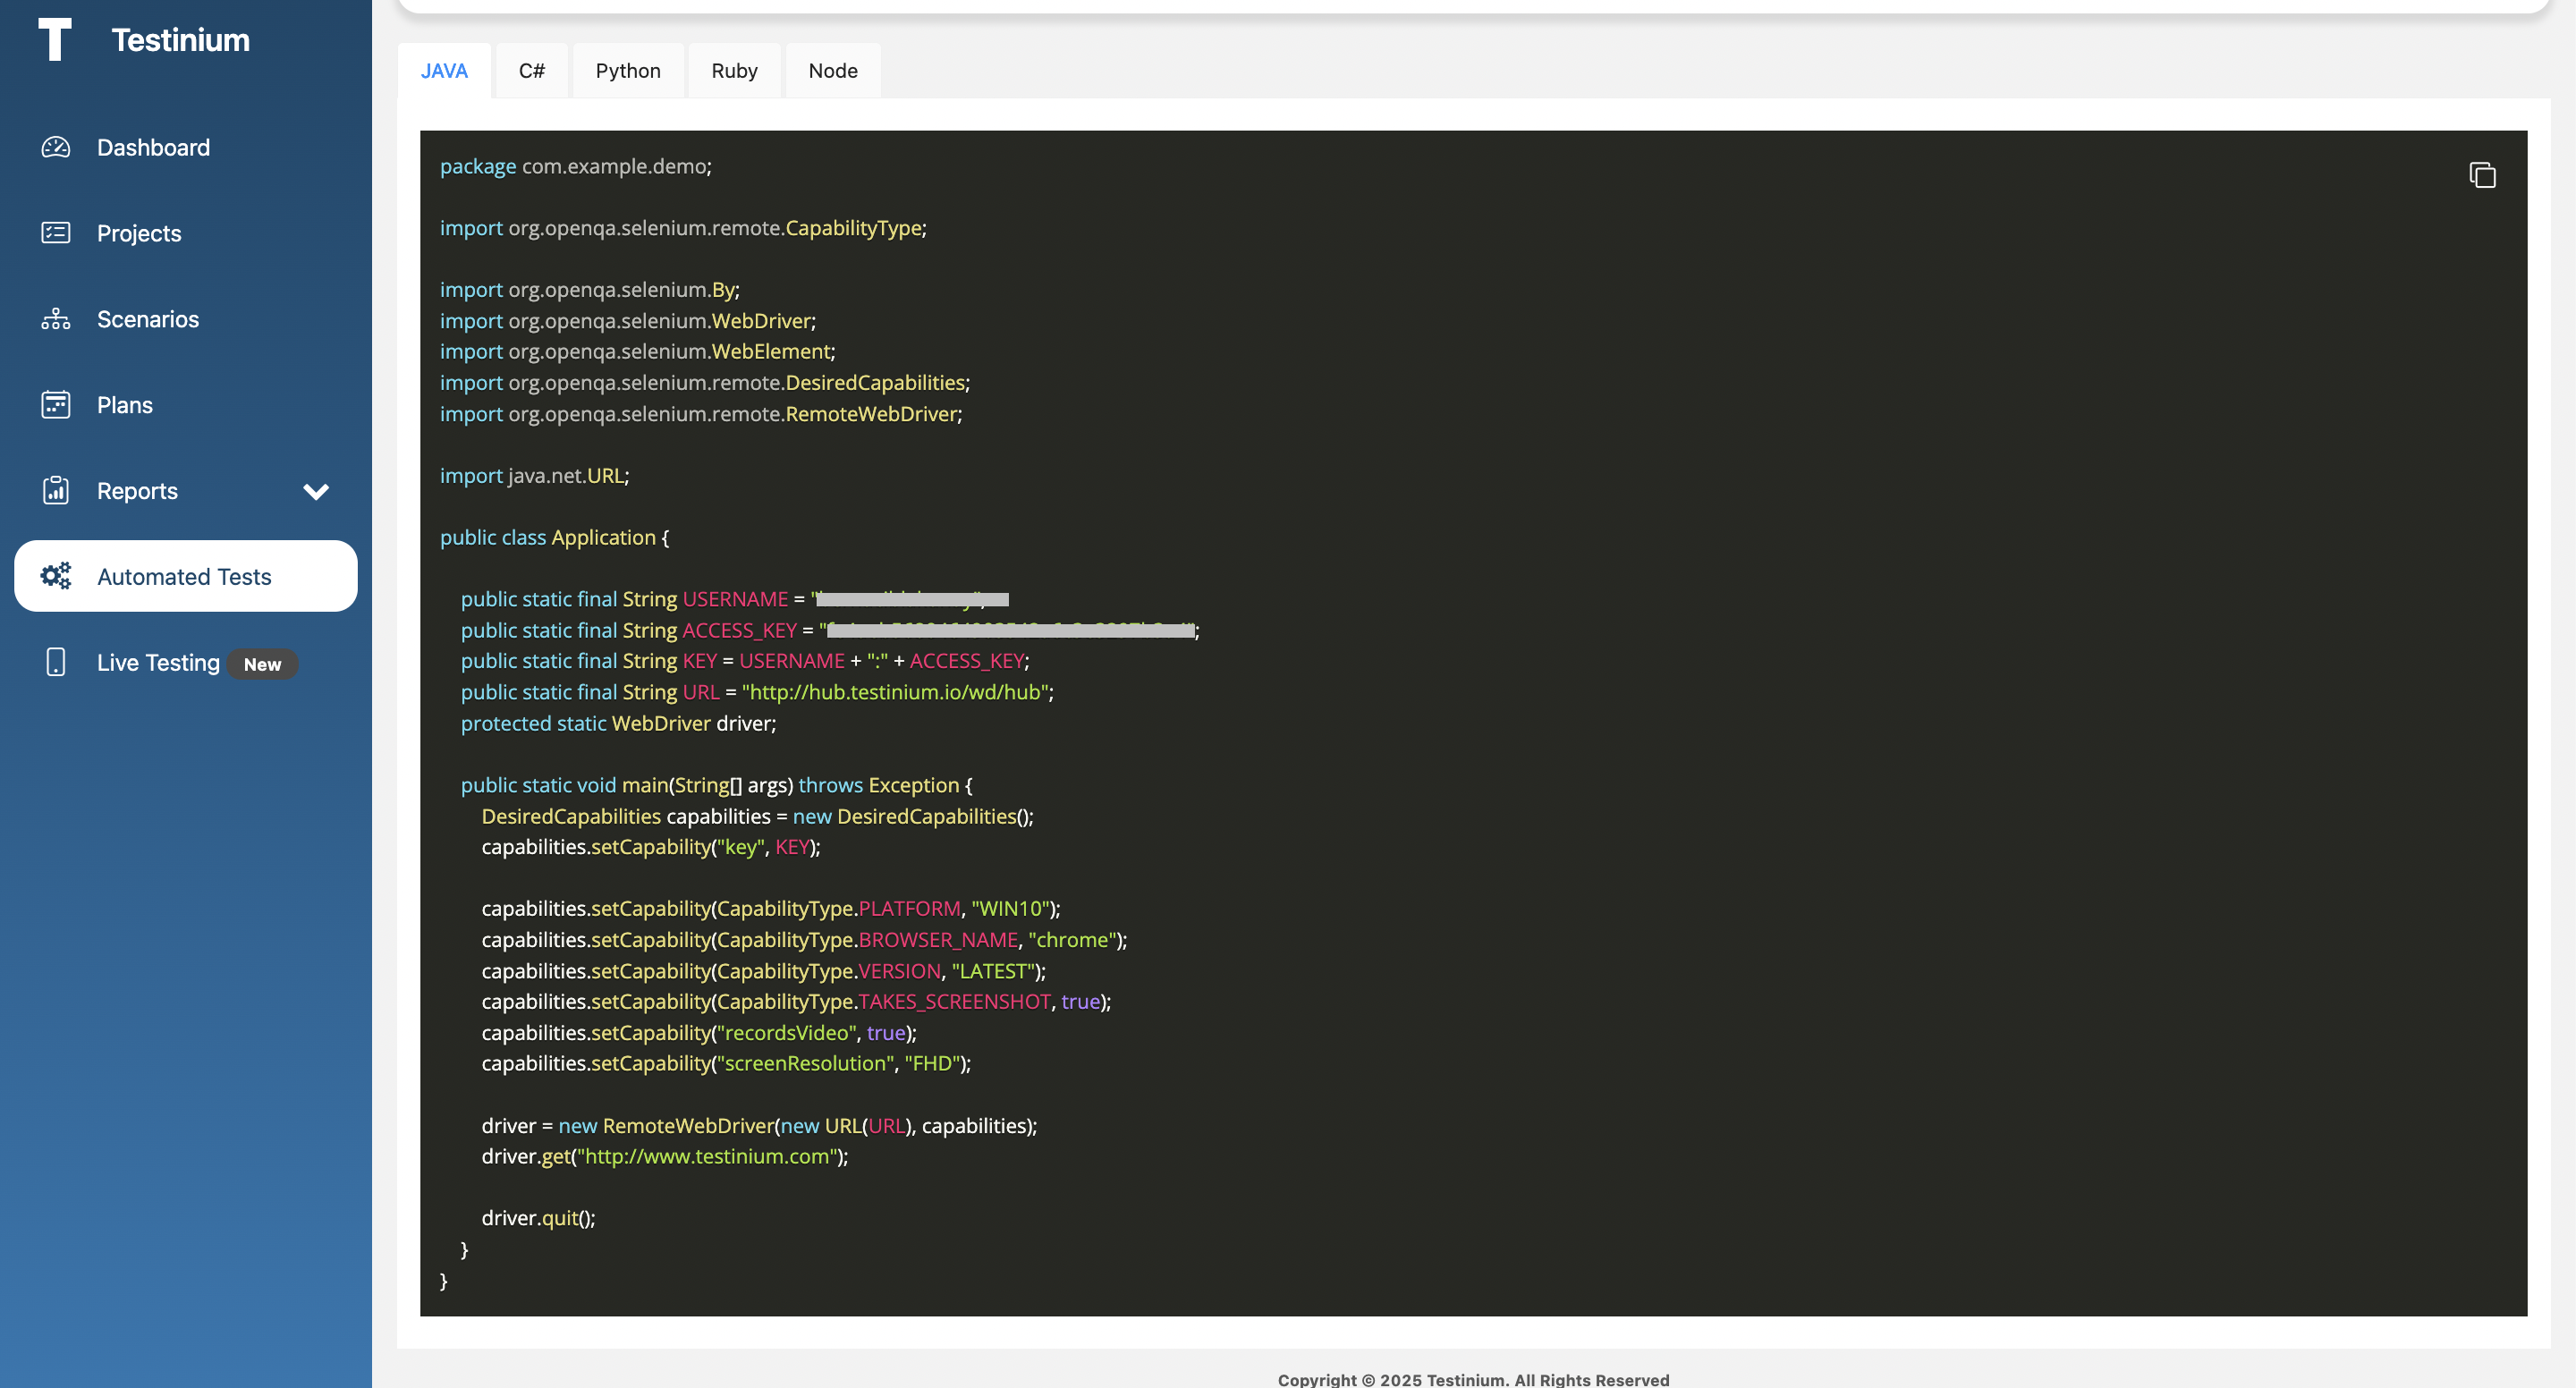 Testinium
Dashboard
Projects
Scenarios
Plans
Reports
Automated Tests
Live Testing New
JAVA C# Python Ruby Node
package com.example.demo;
import org.openqa.selenium.remote.CapabilityType;
import org.openqa.selenium.By;
import org.openqa.selenium.WebDriver;
import org.openqa.selenium.WebElement;
import org.openqa.selenium.remote.DesiredCapabilities;
import org.openqa.selenium.remote.RemoteWebDriver;
import java.net.URL;
public class Application {
public static final String USERNAME = "
public static final String ACCESS_KEY = " ;
public static final String KEY = USERNAME + ":" + ACCESS_KEY;
public static final String URL = "http://hub.testinium.io/wd/hub";
protected static WebDriver driver;
public static void main(String[] args) throws Exception {
DesiredCapabilities capabilities = new DesiredCapabilities();
capabilities.setCapability("key", KEY);
capabilities.setCapability(CapabilityType.PLATFORM, "WIN10");
capabilities.setCapability(CapabilityType.BROWSER_NAME, "chrome");
capabilities.setCapability(CapabilityType.VERSION, "LATEST");
capabilities.setCapability(CapabilityType.TAKES_SCREENSHOT, true);
capabilities.setCapability("recordsVideo", true);
capabilities.setCapability("screenResolution", "FHD");
driver = new RemoteWebDriver(new URL(URL), capabilities);
driver.get("http://www.testinium.com");
driver.quit();
}
}
Copyright © 2025 Testinium. All Rights Reserved